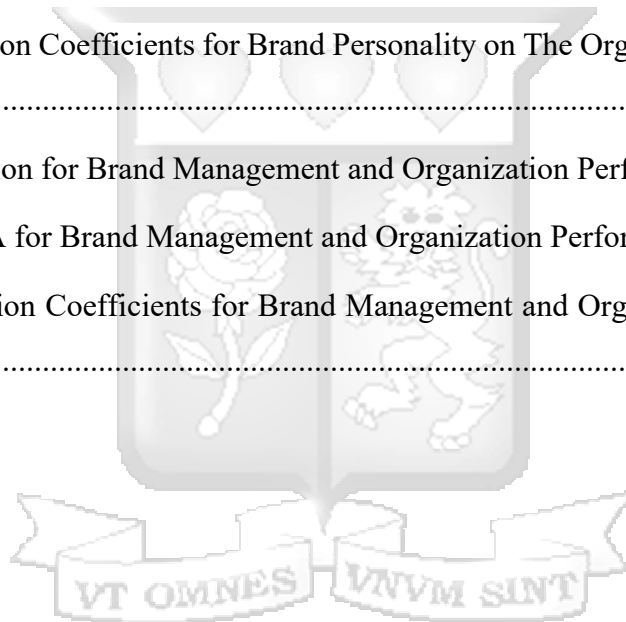 on Coefficients for Brand Personality on The Org
....................................................................................
on for Brand Management and Organization Perf
A for Brand Management and Organization Perfor
ion Coefficients for Brand Management and Org
....................................................................................
VT OMNES VNVM SINT